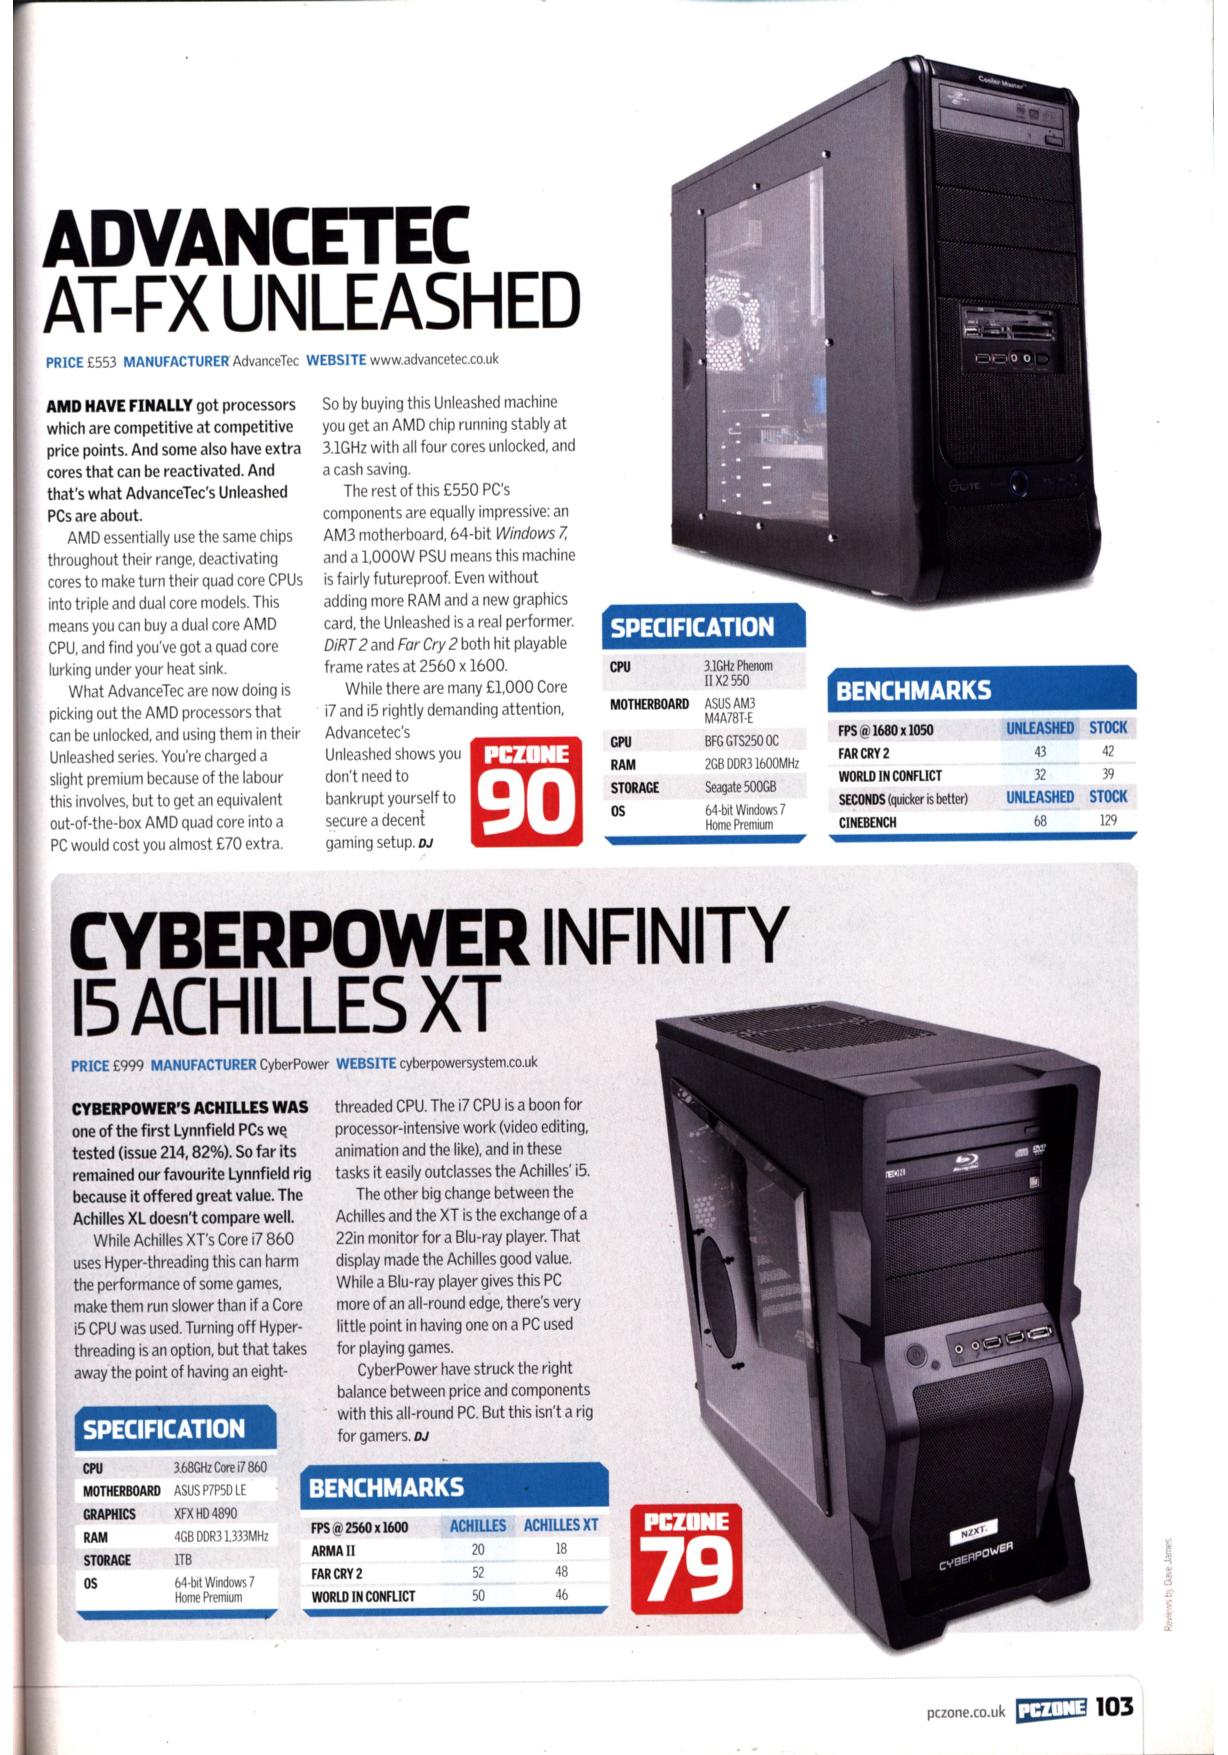 Cooler Master
ADVANCETEC
AT-FX UNLEASHED
PRICE £553 MANUFACTURER AdvanceTec WEBSITE www.advancetec.co.uk
AMD HAVE FINALLY got processors
which are competitive at competitive
price points. And some also have extra
cores that can be reactivated. And
that's what AdvanceTec's Unleashed
PCs are about.
AMD essentially use the same chips
throughout their range, deactivating
cores to make turn their quad core CPUs
into triple and dual core models. This
means you can buy a dual core AMD
CPU, and find you've got a quad core
lurking under your heat sink.
What AdvanceTec are now doing is
picking out the AMD processors that
can be unlocked, and using them in their
Unleashed series. You're charged a
slight premium because of the labour
this involves, but to get an equivalent
out-of-the-box AMD quad core into a
PC would cost you almost £70 extra.
So by buying this Unleashed machine
you get an AMD chip running stably at
3.1GHz with all four cores unlocked, and
a cash saving.
The rest of this £550 PC's
components are equally impressive: an
AM3 motherboard, 64-bit Windows 7,
and a 1,000W PSU means this machine
is fairly futureproof. Even without
adding more RAM and a new graphics
card, the Unleashed is a real performer.
DiRT 2 and Far Cry 2 both hit playable
frame rates at 2560 x 1600.
While there are many £1,000 Core
i7 and i5 rightly demanding attention,
Advancetec's
Unleashed shows you
don't need to
bankrupt yourself to
secure a decent
gaming setup. DJ
PCZONE
90
ELITE
SPECIFICATION
CPU 3.1GHz Phenom
II X2 550
MOTHERBOARD ASUS AM3
M4A78T-E
GPU BFG GTS250 OC
RAM 2GB DDR3 1600MHz
STORAGE Seagate 500GB
OS 64-bit Windows 7
Home Premium
BENCHMARKS
FPS @ 1680 x 1050 UNLEASHED STOCK
FAR CRY 2 43 42
WORLD IN CONFLICT 32 39
SECONDS (quicker is better) UNLEASHED STOCK
CINEBENCH 68 129
CYBERPOWER INFINITY
I5 ACHILLES XT
PRICE £999 MANUFACTURER CyberPower WEBSITE cyberpowersystem.co.uk
CYBERPOWER'S ACHILLES WAS
one of the first Lynnfield PCs we
tested (issue 214, 82%). So far its
remained our favourite Lynnfield rig
because it offered great value. The
Achilles XL doesn't compare well.
While Achilles XT's Core i7 860
uses Hyper-threading this can harm
the performance of some games,
make them run slower than if a Core
i5 CPU was used. Turning off Hyper-
threading is an option, but that takes
away the point of having an eight-
threaded CPU. The i7 CPU is a boon for
processor-intensive work (video editing,
animation and the like), and in these
tasks it easily outclasses the Achilles' i5.
The other big change between the
Achilles and the XT is the exchange of a
22in monitor for a Blu-ray player. That
display made the Achilles good value.
While a Blu-ray player gives this PC
more of an all-round edge, there's very
little point in having one on a PC used
for playing games.
CyberPower have struck the right
balance between price and components
with this all-round PC. But this isn't a rig
for gamers. DJ
SPECIFICATION
CPU 3.68GHz Core i7 860
MOTHERBOARD ASUS P7P5D LE
GRAPHICS XFX HD 4890
RAM 4GB DDR3 1,333MHz
STORAGE 1TB
OS 64-bit Windows 7
Home Premium
BENCHMARKS
FPS @ 2560 x 1600 ACHILLES ACHILLES XT
ARMA II 20 18
FAR CRY 2 52 48
WORLD IN CONFLICT 50 46
PCZONE
79
NZXT
CYBERPOWER
Reviews by Dave James
pczone.co.uk PCZONE 103